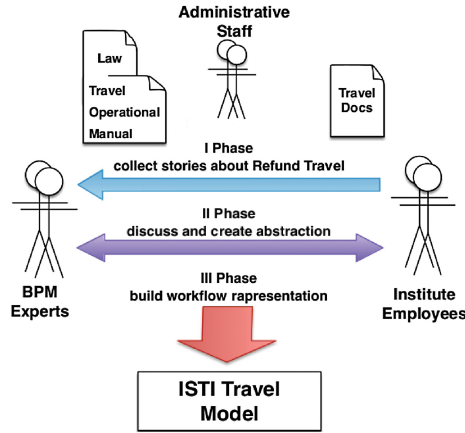 Administrative
Staff
Law
Travel
Operational
Manual
Travel
Docs
I Phase
collect stories about Refund Travel
II Phase
discuss and create abstraction
III Phase
build workflow rapresentation
BPM
Experts
Institute
Employees
ISTI Travel
Model